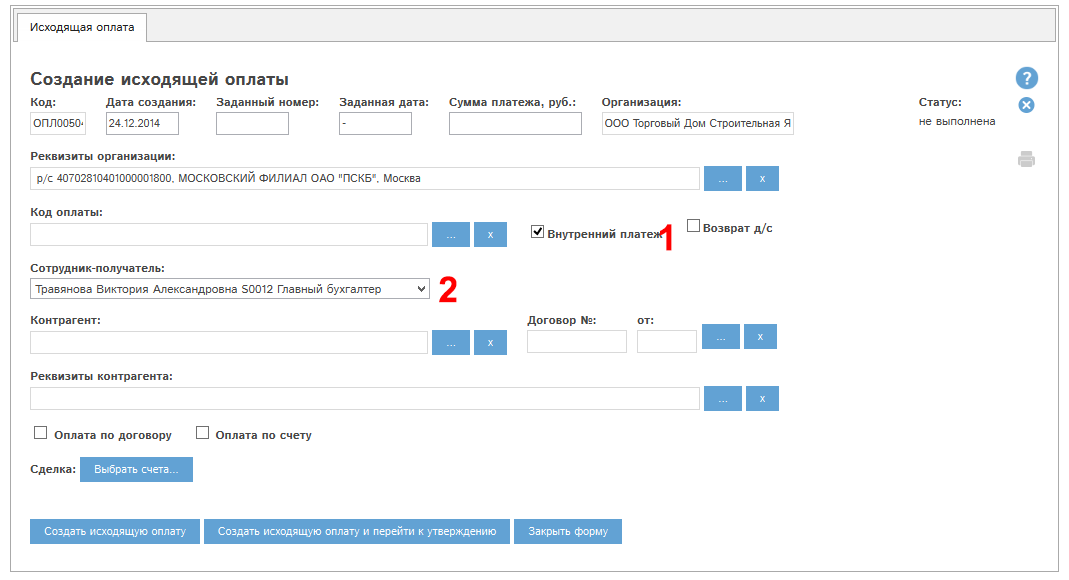 Исходящая оплата
Создание исходящей оплаты
?
Код: Дата создания: Заданный номер: Заданная дата: Сумма платежа, руб.: Организация: Статус:
ОПЛ0050 24.12.2014 - ООО Торговый Дом Строительная Я не выполнена
Реквизиты организации:
р/с 40702810401000001800, МОСКОВСКИЙ ФИЛИАЛ ОАО "ПСКБ", Москва ... x
Код оплаты:
... x Внутренний платеж 1 Возврат д/с
Сотрудник-получатель:
Травянова Виктория Александровна S0012 Главный бухгалтер 2
Контрагент: Договор №: от:
... x ... x
Реквизиты контрагента:
... x
Оплата по договору Оплата по счету
Сделка: Выбрать счета...
Создать исходящую оплату Создать исходящую оплату и перейти к утверждению Закрыть форму